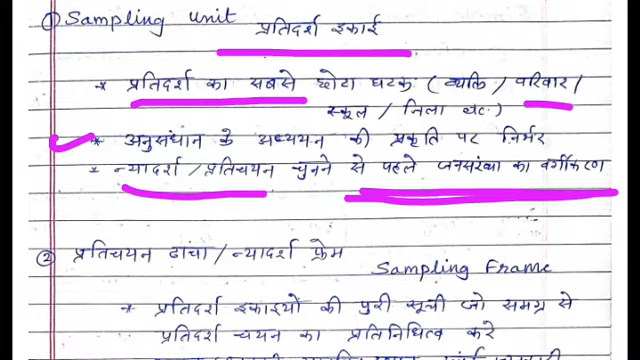 ① Sampling Unit प्रतिदर्श इकाई
* प्रतिदर्श का सबसे छोटा घटक ( व्यक्ति / परिवार /
स्कूल / जिला etc. )
* अनुसंधान के अध्ययन की प्रकृति पर निर्भर
* न्यादर्श / प्रतिचयन चुनने से पहले जनसंख्या का वर्गीकरण
② प्रतिचयन ढांचा / न्यादर्श फ्रेम
Sampling Frame
* प्रतिदर्श इकाइयों की पुरी सूची जो समग्र से
प्रतिदर्श चयन का प्रतिनिधित्व करे